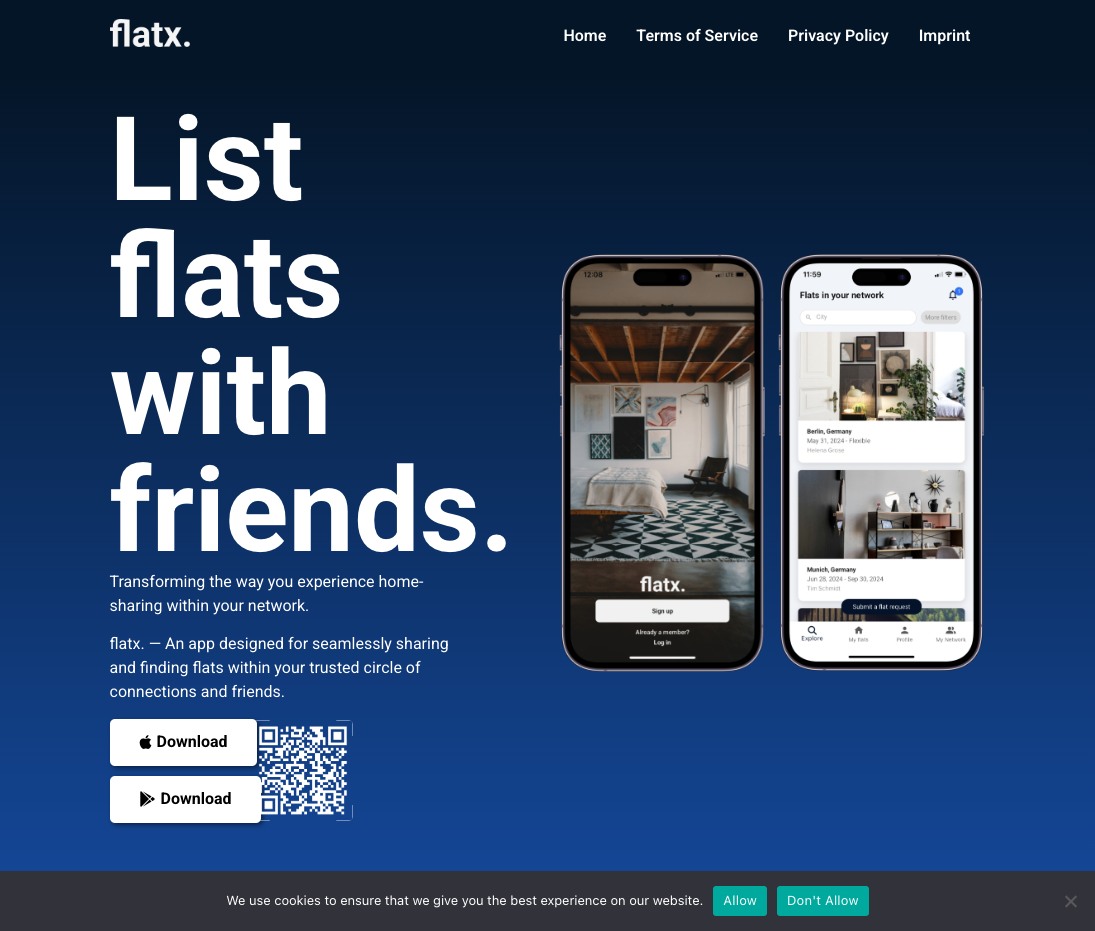 flatx.
Home Terms of Service Privacy Policy Imprint
List
flats
with
friends.
Transforming the way you experience home-
sharing within your network.
flatx. — An app designed for seamlessly sharing
and finding flats within your trusted circle of
connections and friends.
Download
Download
12:08 LTE
flatx.
Sign up
Already a member?
Log in
11:59
Flats in your network
City More filters
Berlin, Germany
May 31, 2024 - Flexible
Helena Grosse
Munich, Germany
Jun 28, 2024 - Sep 30, 2024
Tim Schmidt
Submit a flat request
Explore My flats Profile My Network
We use cookies to ensure that we give you the best experience on our website. Allow Don't Allow